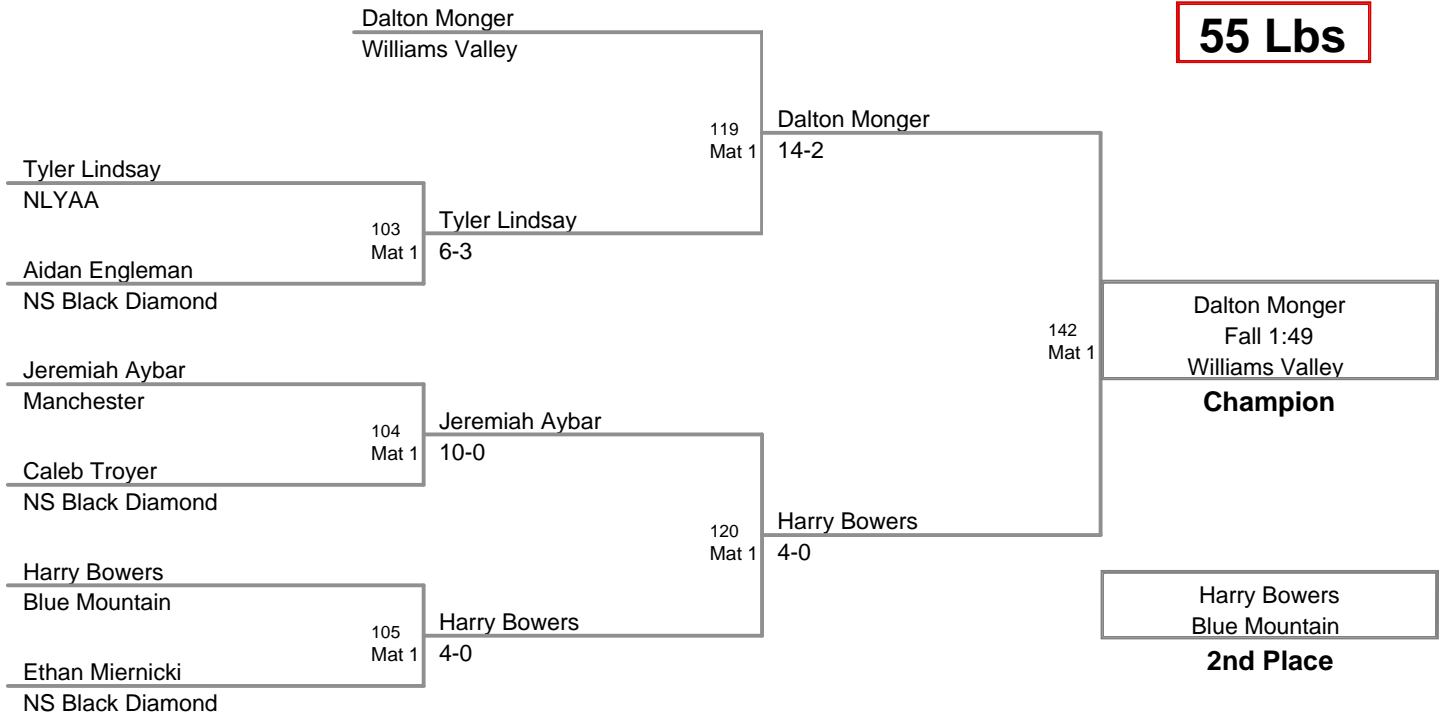 Dalton Monger
Williams Valley
55 Lbs
119
Mat 1
Dalton Monger
14-2
Tyler Lindsay
NLYAA
103
Mat 1
Tyler Lindsay
6-3
Aidan Engleman
NS Black Diamond
Dalton Monger
Fall 1:49
Williams Valley
Champion
142
Mat 1
Jeremiah Aybar
Manchester
104
Mat 1
Jeremiah Aybar
10-0
Caleb Troyer
NS Black Diamond
120
Mat 1
Harry Bowers
4-0
Harry Bowers
Blue Mountain
105
Mat 1
Harry Bowers
4-0
Ethan Miernicki
NS Black Diamond
Harry Bowers
Blue Mountain
2nd Place